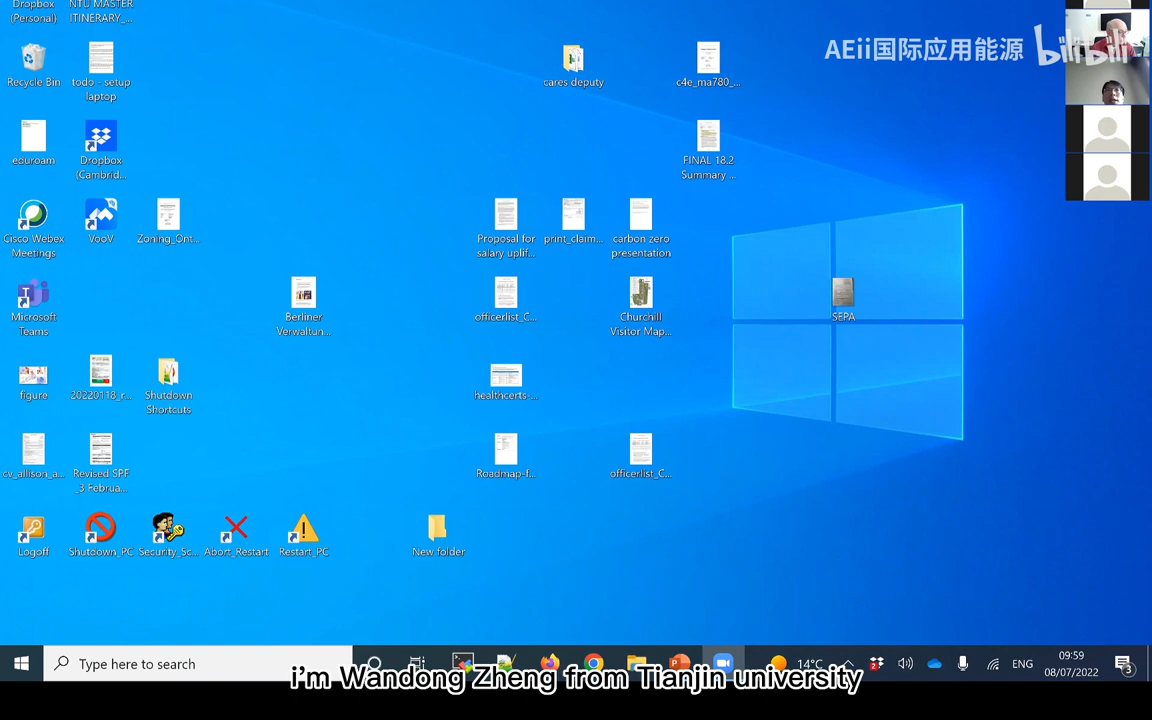 Dropbox
(Personal)
NTU MASTER
ITINERARY_...
AEii国际应用能源
bilibili
Recycle Bin
todo - setup
laptop
cares deputy
c4e_ma780_...
eduroam
Dropbox
(Cambrid...
FINAL 18.2
Summary ...
Cisco Webex
Meetings
VooV
Zoning_Ont...
Proposal for
salary uplif...
print_claim...
carbon zero
presentation
Microsoft
Teams
Berliner
Verwaltun...
officerlist_C...
Churchill
Visitor Map...
SEPA
figure
20220118_r...
Shutdown
Shortcuts
healthcerts-...
cv_allison_a...
Revised SPF
_3 Februa...
Roadmap-f...
officerlist_C...
Logoff
Shutdown_PC
Security_Sc...
Abort_Restart
Restart_PC
New folder
Type here to search
14°C
ENG
09:59
08/07/2022
i'm Wandong Zheng from Tianjin university